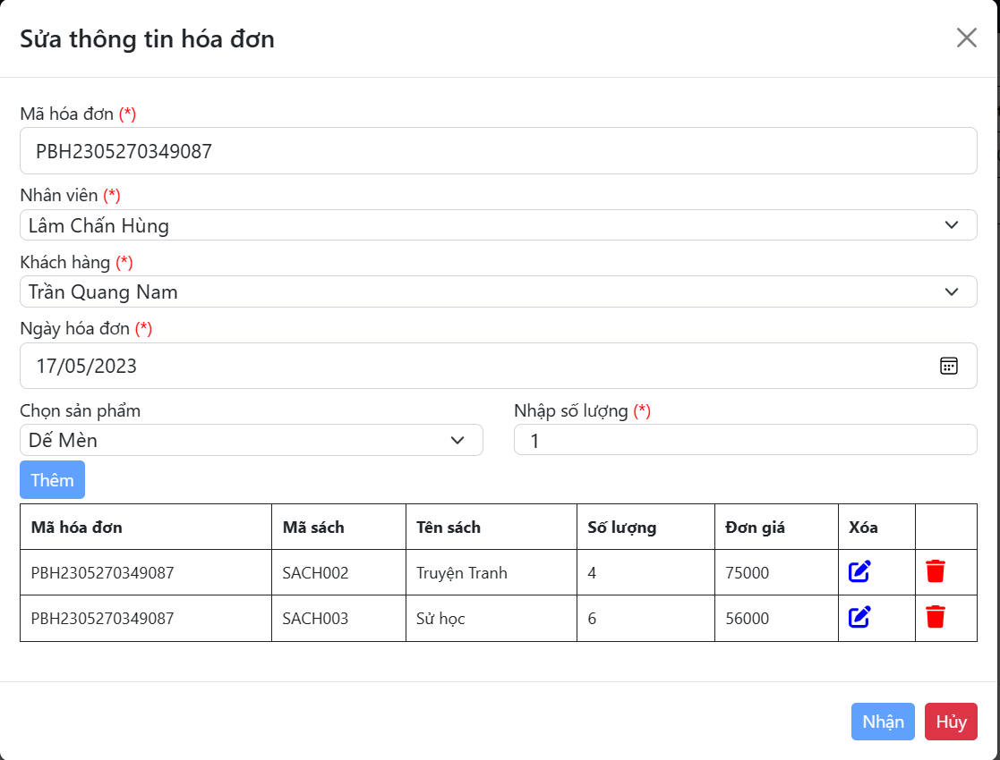 Sửa thông tin hóa đơn
Mã hóa đơn (*)
PBH2305270349087
Nhân viên (*)
Lâm Chấn Hùng
Khách hàng (*)
Trần Quang Nam
Ngày hóa đơn (*)
17/05/2023
Chọn sản phẩm Nhập số lượng (*)
Dế Mèn 1
Thêm
Mã hóa đơn Mã sách Tên sách Số lượng Đơn giá Xóa
PBH2305270349087 SACH002 Truyện Tranh 4 75000
PBH2305270349087 SACH003 Sử học 6 56000
Nhận Hủy